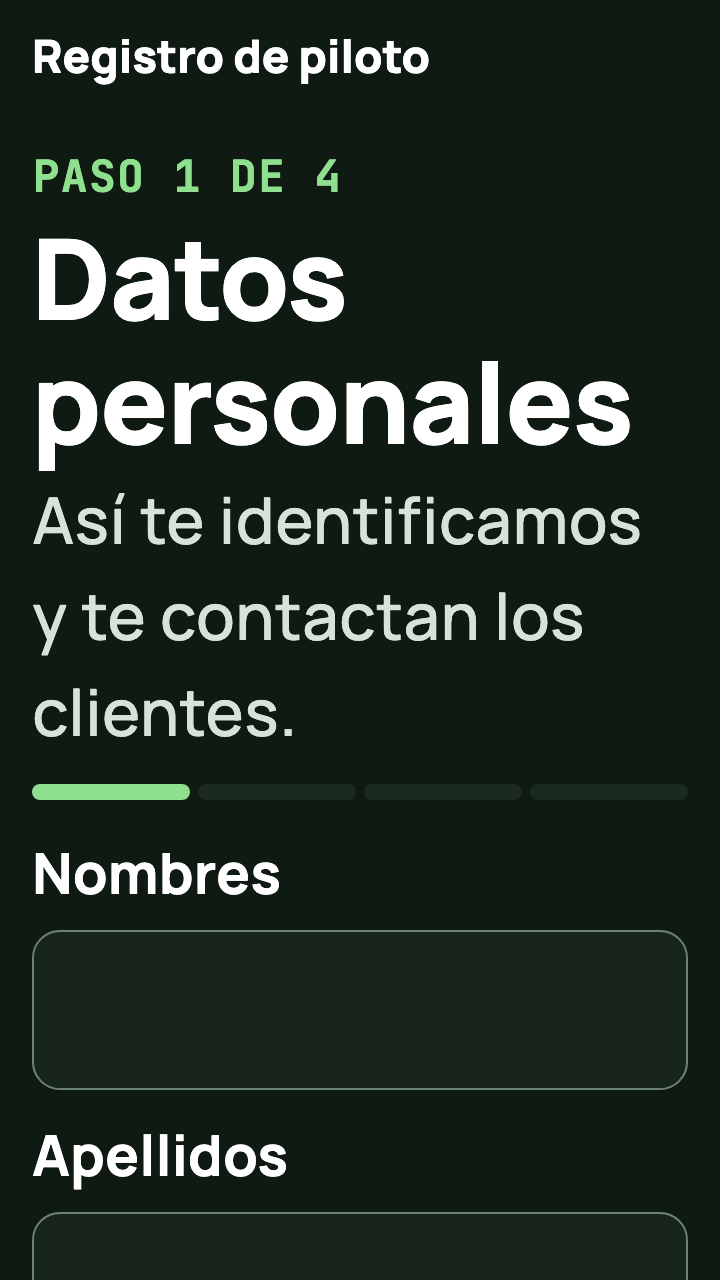 Registro de piloto
PASO 1 DE 4
Datos
personales
Así te identificamos
y te contactan los
clientes.
Nombres
Apellidos